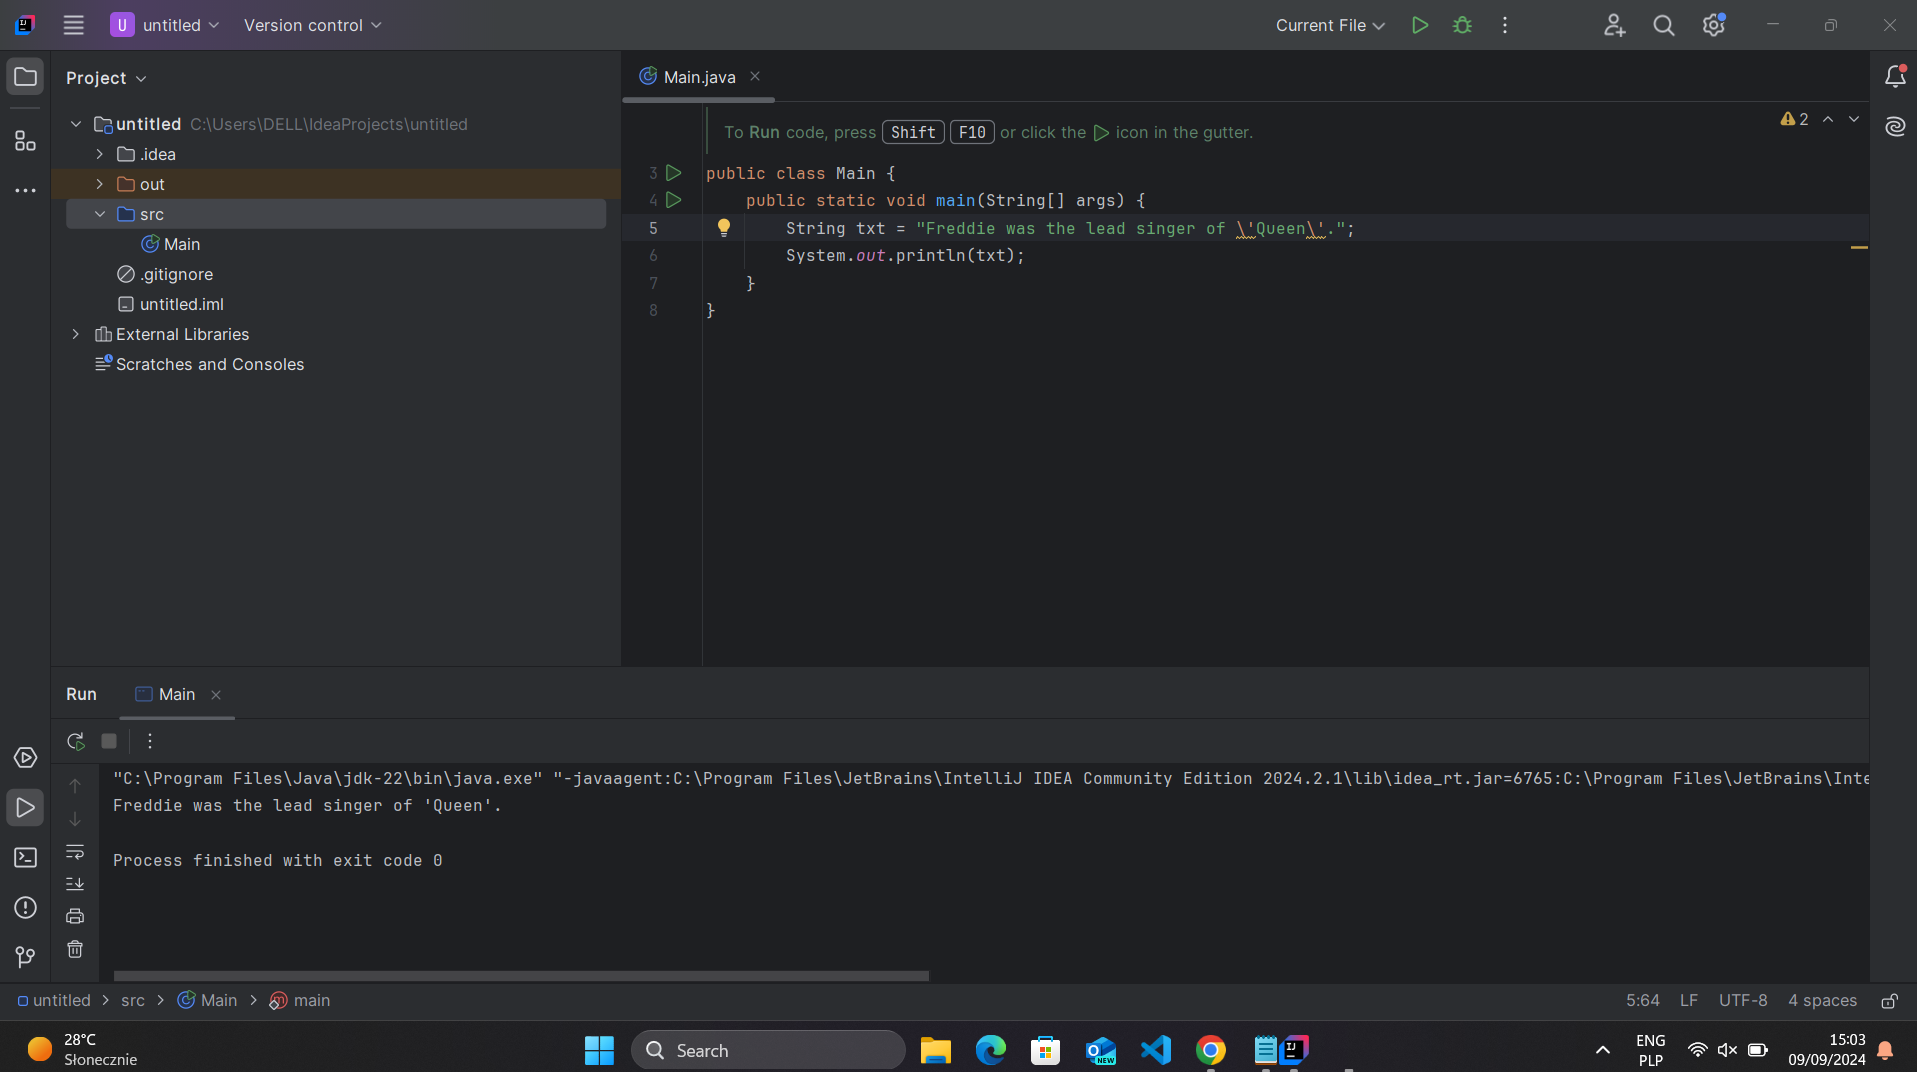 U untitled Version control Current File
Project
Main.java
untitled C:\Users\DELL\IdeaProjects\untitled
.idea
out
src
Main
.gitignore
untitled.iml
External Libraries
Scratches and Consoles
To Run code, press Shift F10 or click the icon in the gutter.
2
3 public class Main {
4 public static void main(String[] args) {
5 String txt = "Freddie was the lead singer of \'Queen\'.";
6 System.out.println(txt);
7 }
8 }
Run Main
"C:\Program Files\Java\jdk-22\bin\java.exe" "-javaagent:C:\Program Files\JetBrains\IntelliJ IDEA Community Edition 2024.2.1\lib\idea_rt.jar=6765:C:\Program Files\JetBrains\Inte
Freddie was the lead singer of 'Queen'.
Process finished with exit code 0
untitled > src > Main > main 5:64 LF UTF-8 4 spaces
28°C
Słonecznie
Search
NEW
ENG
PLP
15:03
09/09/2024